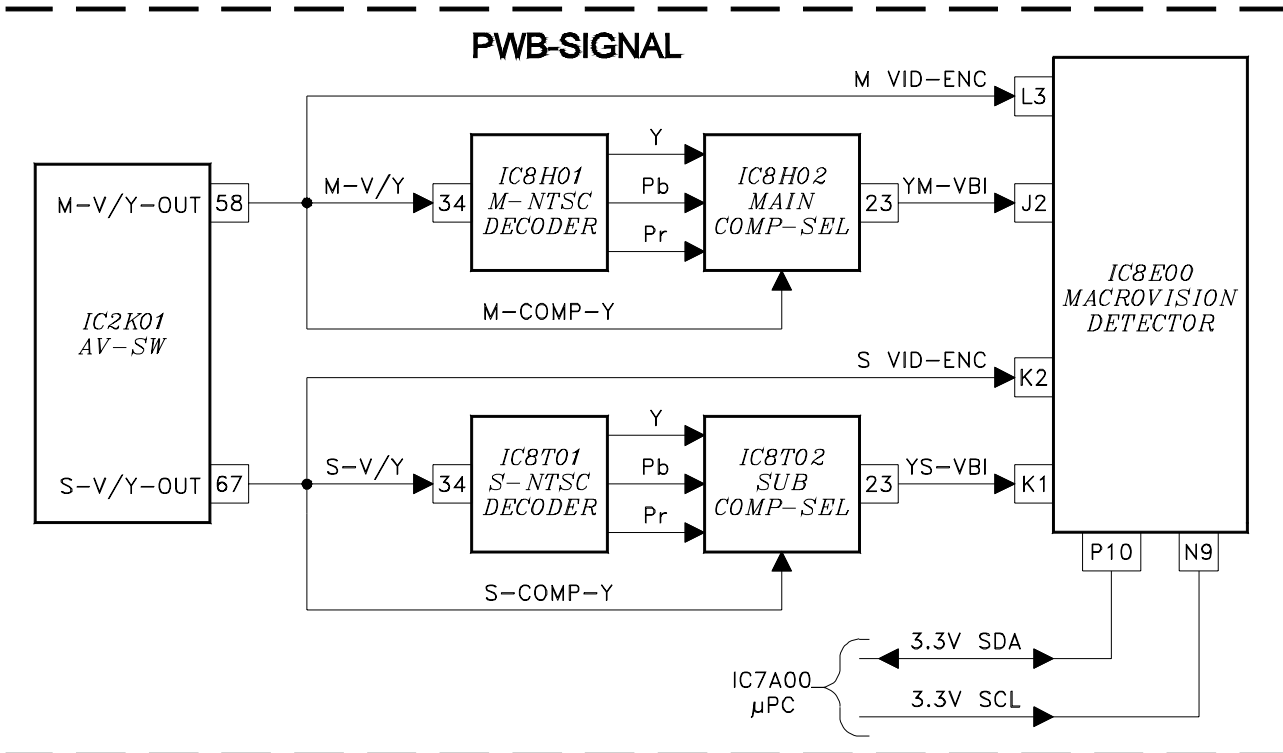 PWB-SIGNAL
M VID-ENC
L3
Y
M-V/Y-OUT
58
M-V/Y
34
IC8H01
M-NTSC
DECODER
Pb
Pr
IC8H02
MAIN
COMP-SEL
23
YM-VBI
J2
M-COMP-Y
IC2K01
AV-SW
IC8E00
MACROVISION
DETECTOR
S VID-ENC
K2
Y
S-V/Y-OUT
67
S-V/Y
34
IC8T01
S-NTSC
DECODER
Pb
Pr
IC8T02
SUB
COMP-SEL
23
YS-VBI
K1
S-COMP-Y
P10
N9
3.3V SDA
IC7A00
µPC
3.3V SCL